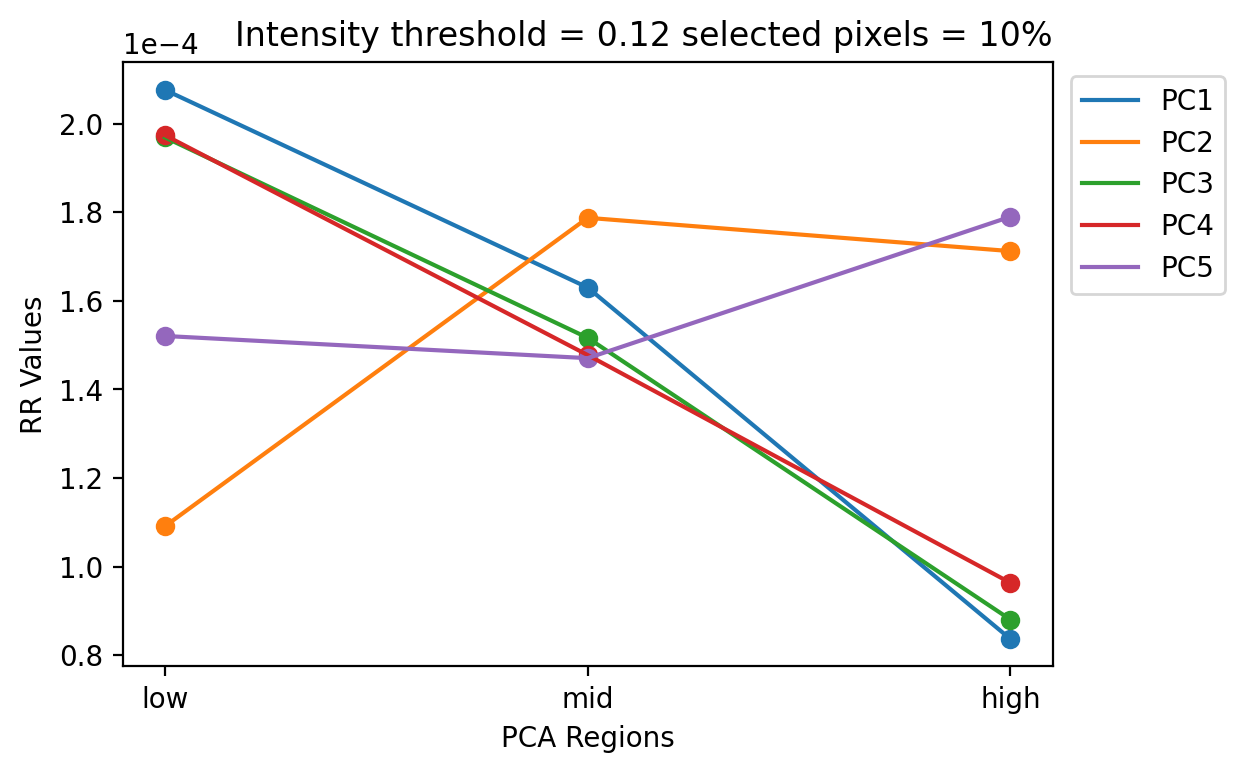 Intensity threshold = 0.12 selected pixels = 10%
1e−4
2.0
1.8
1.6
1.4
1.2
1.0
0.8
RR Values
low
mid
high
PCA Regions
PC1
PC2
PC3
PC4
PC5